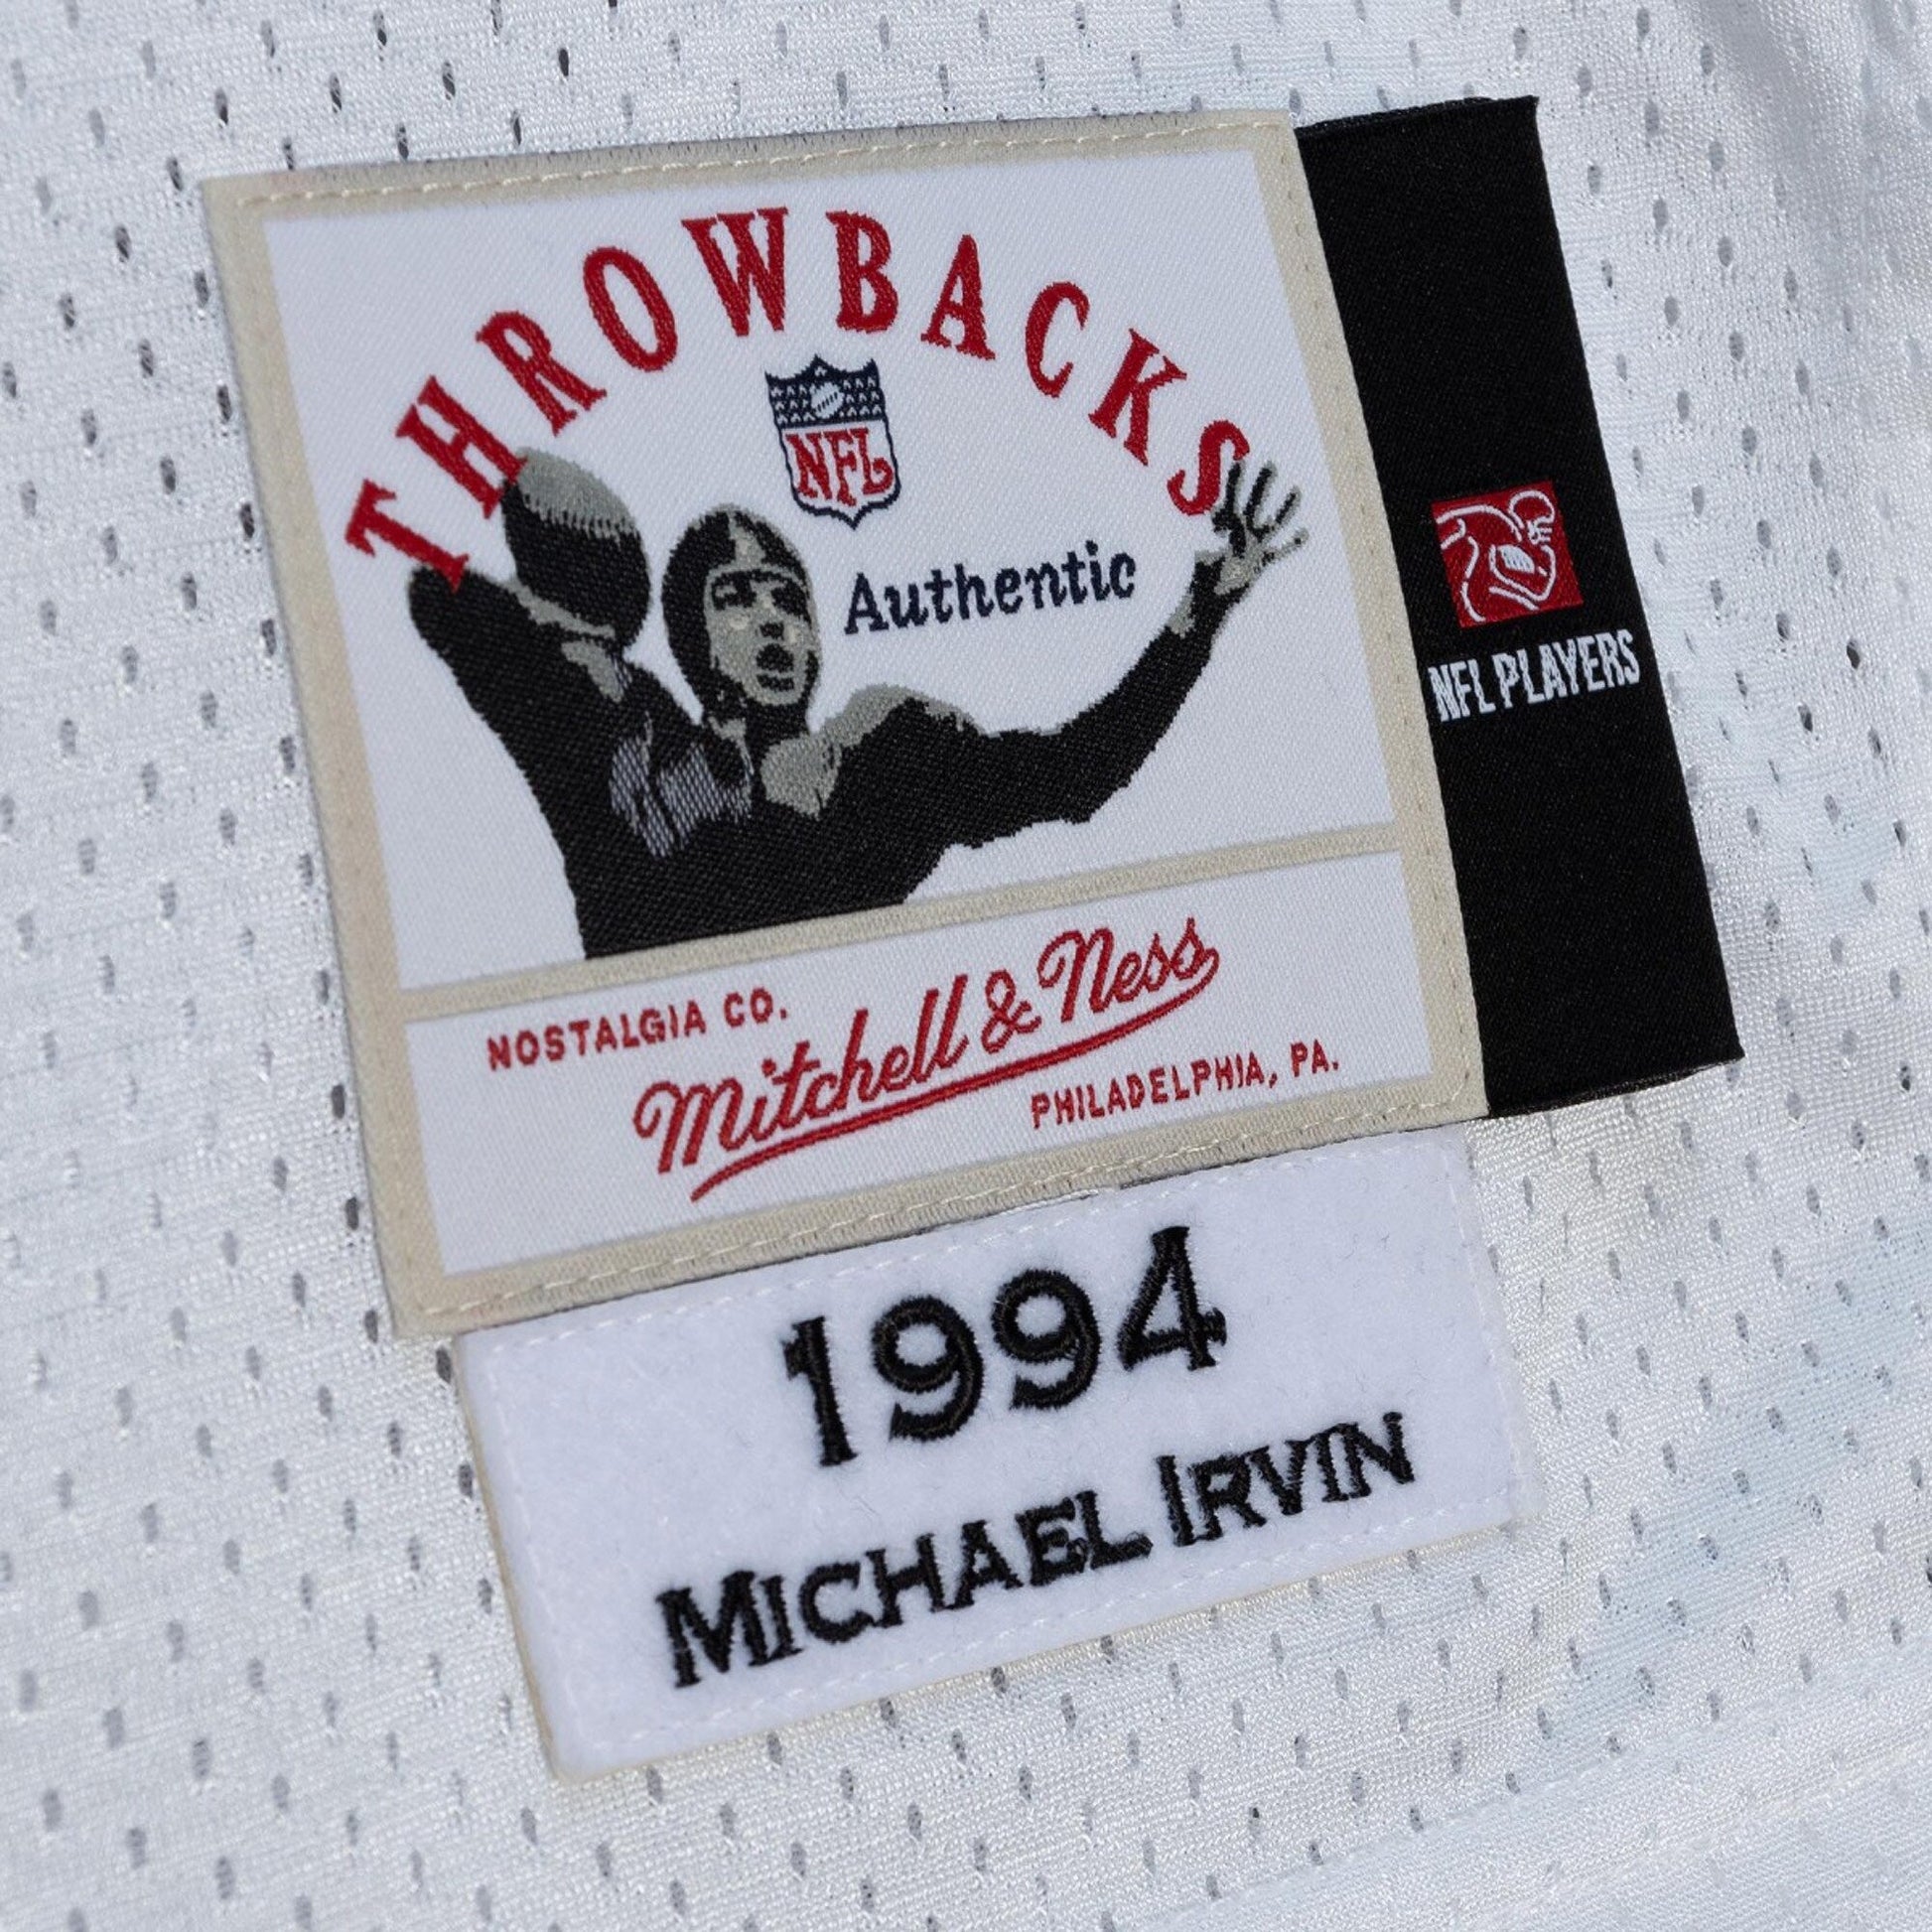 THROWBACKS
NFL
Authentic
NFL PLAYERS
NOSTALGIA CO.
Mitchell & Ness
PHILADELPHIA, PA.
1994
MICHAEL IRVIN